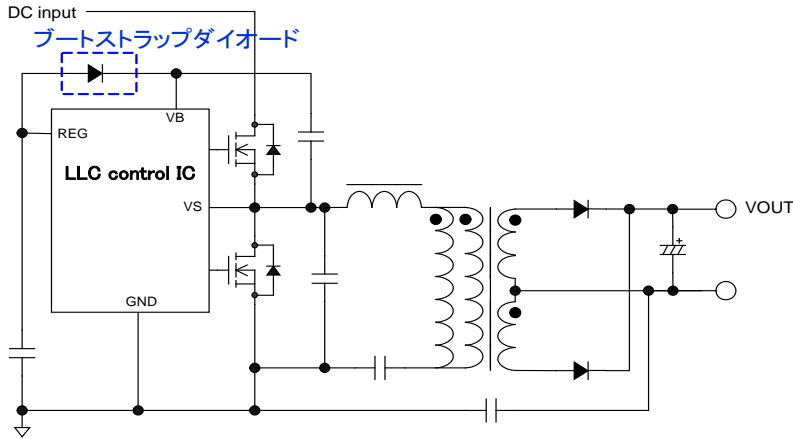 DC input
ブートストラップダイオード
VB
REG
LLC control IC
VS
VOUT
+
GND